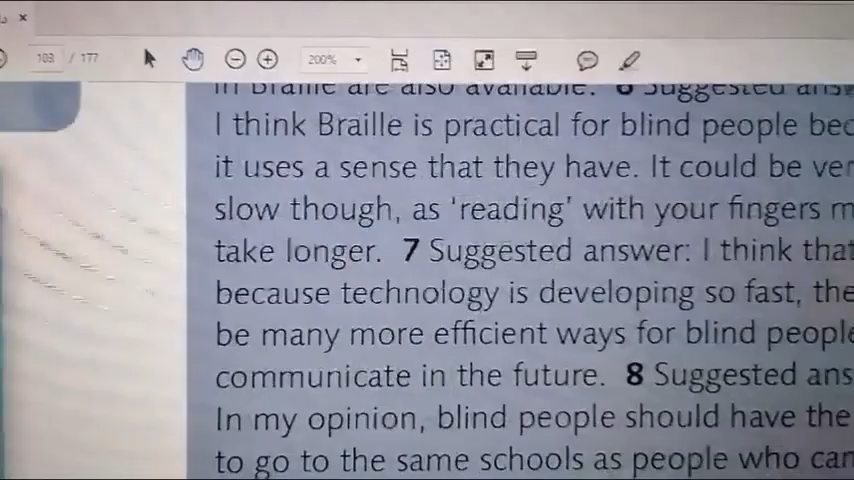 103 / 177
200%
in Braille are also available. 6 Suggested answ
I think Braille is practical for blind people bec
it uses a sense that they have. It could be ver
slow though, as 'reading' with your fingers m
take longer. 7 Suggested answer: I think that
because technology is developing so fast, the
be many more efficient ways for blind people
communicate in the future. 8 Suggested ans
In my opinion, blind people should have the
to go to the same schools as people who can